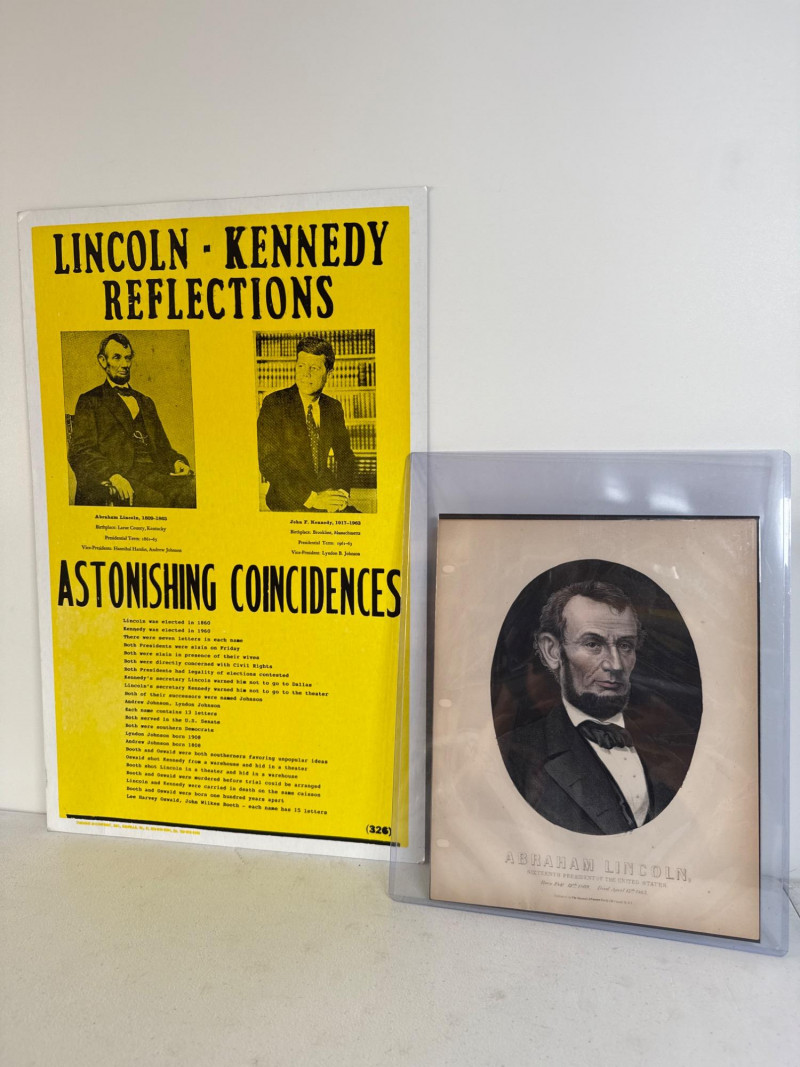 LINCOLN - KENNEDY
REFLECTIONS
Abraham Lincoln, 1809-1865
Birthplace: Larue County, Kentucky
Presidential Term: 1861-65
Vice-Presidents: Hannibal Hamlin, Andrew Johnson
John F. Kennedy, 1917-1963
Birthplace: Brookline, Massachusetts
Presidential Term: 1961-63
Vice-President: Lyndon B. Johnson
ASTONISHING COINCIDENCES
Lincoln was elected in 1860
Kennedy was elected in 1960
There were seven letters in each name
Both Presidents were slain on Friday
Both were slain in presence of their wives
Both were directly concerned with Civil Rights
Both Presidents had legality of elections contested
Kennedy's secretary Lincoln warned him not to go to Dallas
Lincoln's secretary Kennedy warned him not to go to the theater
Both of their successors were named Johnson
Andrew Johnson, Lyndon Johnson
Each name contains 13 letters
Both served in the U.S. Senate
Both were southern Democrats
Lyndon Johnson born 1908
Andrew Johnson born 1808
Booth and Oswald were both southerners favoring unpopular ideas
Oswald shot Kennedy from a warehouse and hid in a theater
Booth shot Lincoln in a theater and hid in a warehouse
Booth and Oswald were murdered before trial could be arranged
Lincoln and Kennedy were carried in death on the same caisson
Booth and Oswald were born one hundred years apart
Lee Harvey Oswald, John Wilkes Booth - each name has 15 letters
(326)
ABRAHAM LINCOLN,
SIXTEENTH PRESIDENT OF THE UNITED STATES.